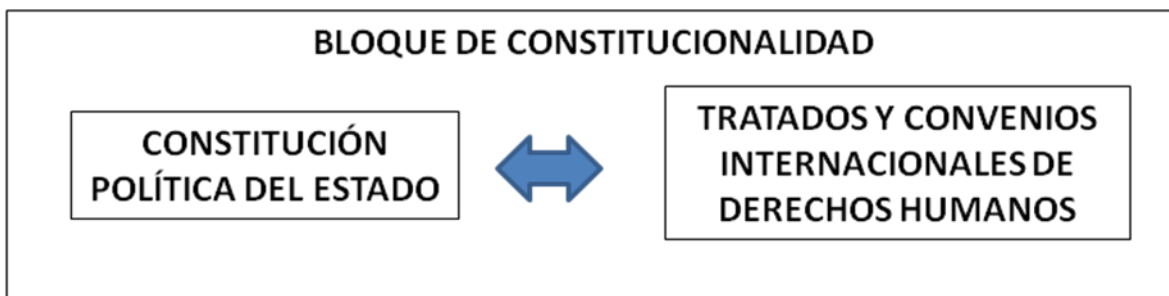 BLOQUE DE CONSTITUCIONALIDAD
CONSTITUCIÓN
POLÍTICA DEL ESTADO
TRATADOS Y CONVENIOS
INTERNACIONALES DE
DERECHOS HUMANOS